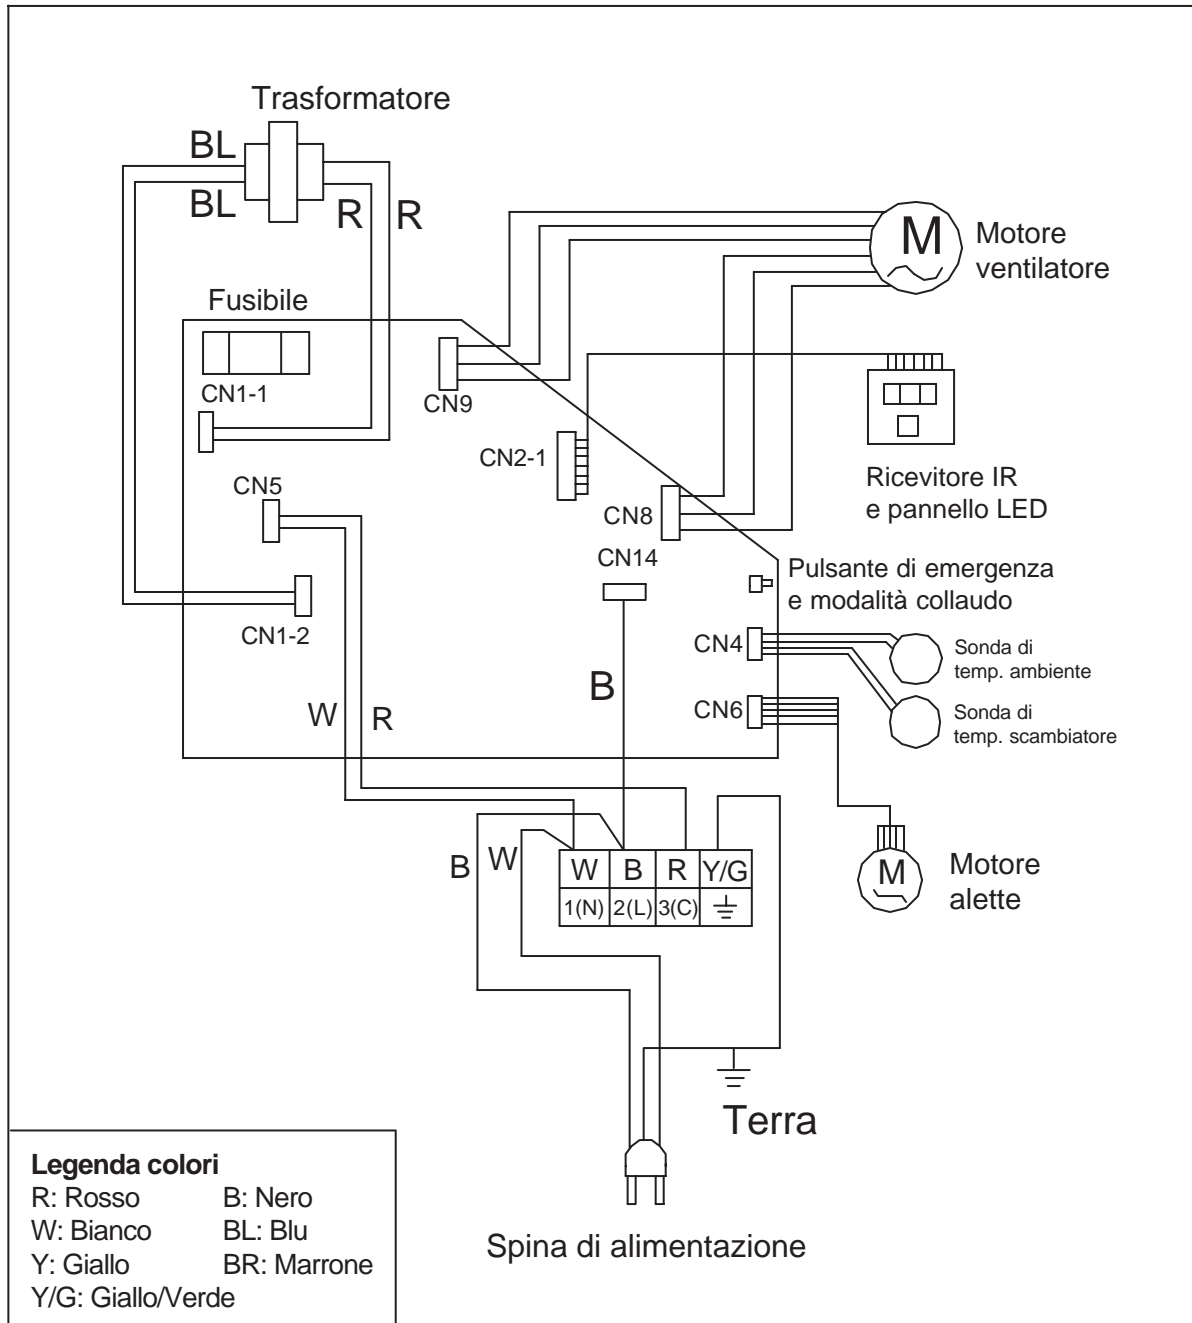 Trasformatore
BL
BL
R
R
M
Motore
ventilatore
Fusibile
CN1-1
CN9
CN2-1
Ricevitore IR
e pannello LED
CN5
CN8
CN14
Pulsante di emergenza
e modalità collaudo
CN1-2
CN4
Sonda di
temp. ambiente
B
W
R
CN6
Sonda di
temp. scambiatore
B
W
W B R Y/G
1(N) 2(L) 3(C)
M
Motore
alette
Terra
Spina di alimentazione
Legenda colori
R: Rosso B: Nero
W: Bianco BL: Blu
Y: Giallo BR: Marrone
Y/G: Giallo/Verde